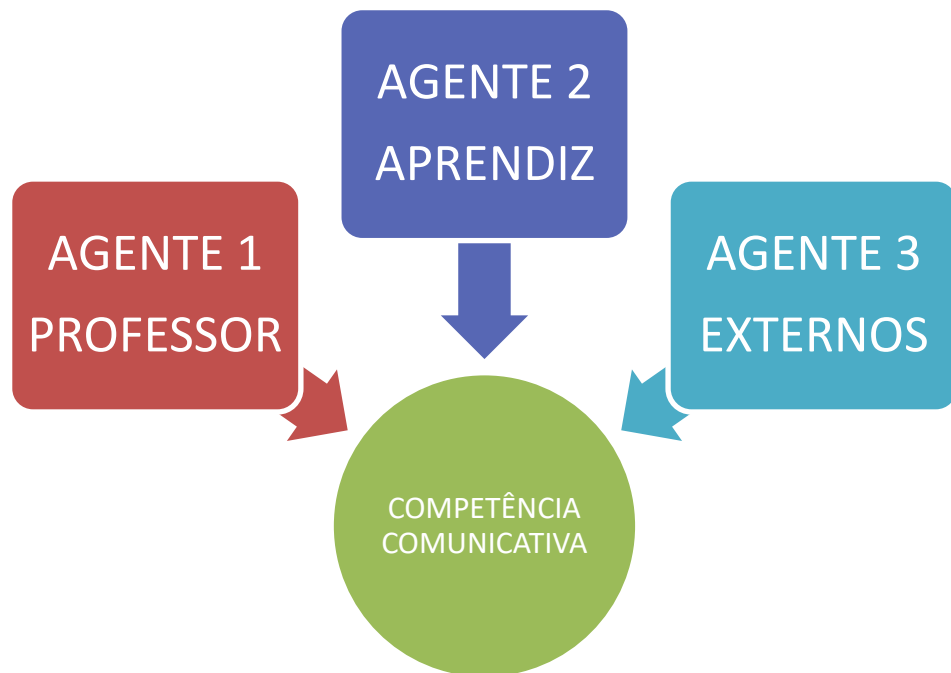 AGENTE 1
PROFESSOR
AGENTE 2
APRENDIZ
AGENTE 3
EXTERNOS
COMPETÊNCIA
COMUNICATIVA